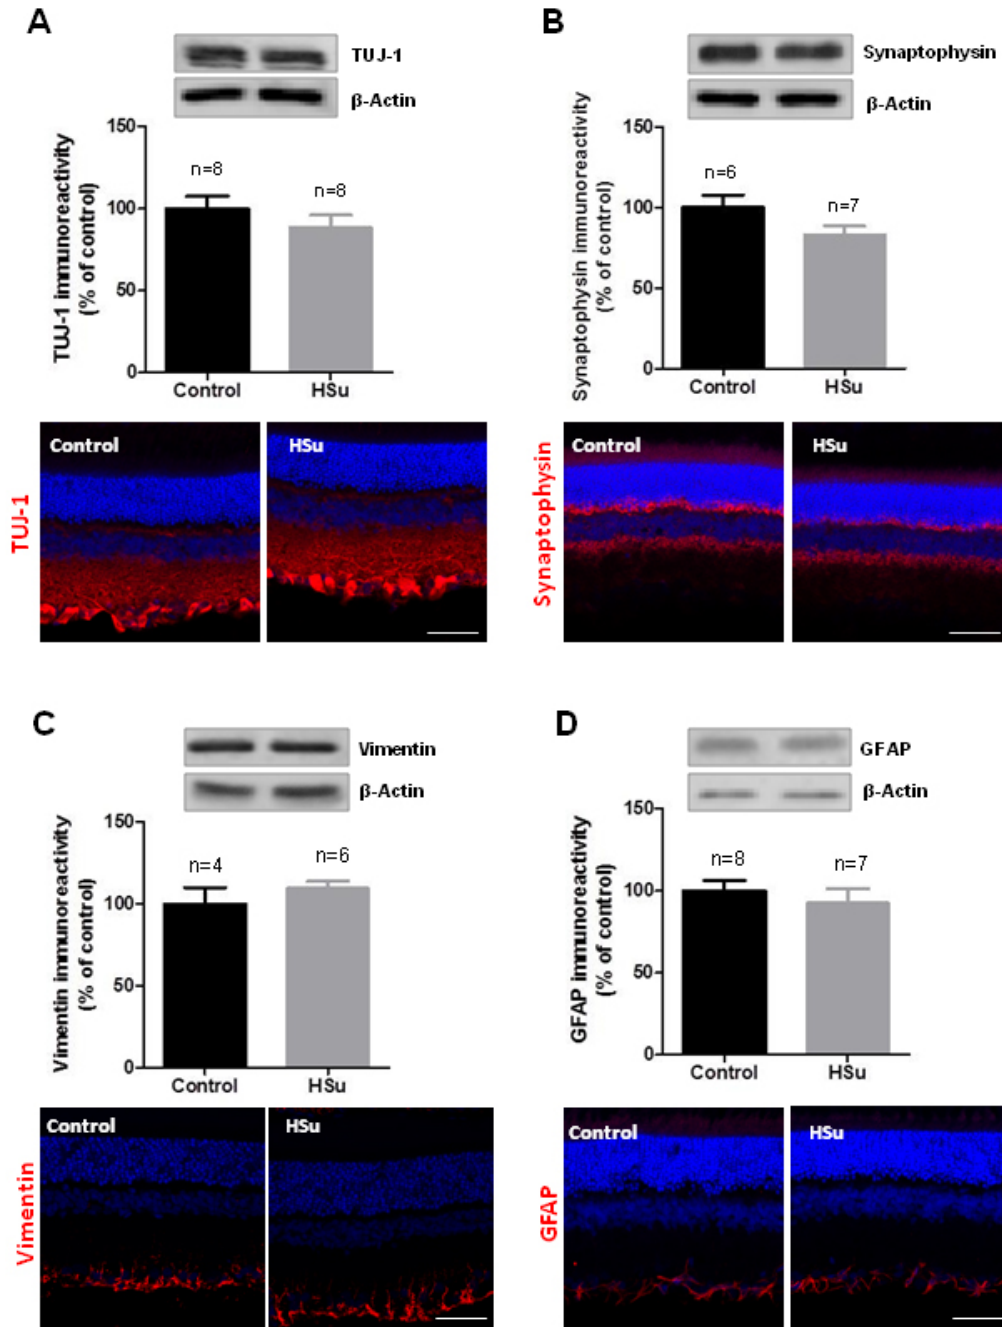 A
TUJ-1
β-Actin
TUJ-1 immunoreactivity
(% of control)
150
100
50
0
n=8
n=8
Control
HSu
TUJ-1
Control
HSu
B
Synaptophysin
β-Actin
Synaptophysin immunoreactivity
(% of control)
150
100
50
0
n=6
n=7
Control
HSu
Synaptophysin
Control
HSu
C
Vimentin
β-Actin
Vimentin immunoreactivity
(% of control)
150
100
50
0
n=4
n=6
Control
HSu
Vimentin
Control
HSu
D
GFAP
β-Actin
GFAP immunoreactivity
(% of control)
150
100
50
0
n=8
n=7
Control
HSu
GFAP
Control
HSu